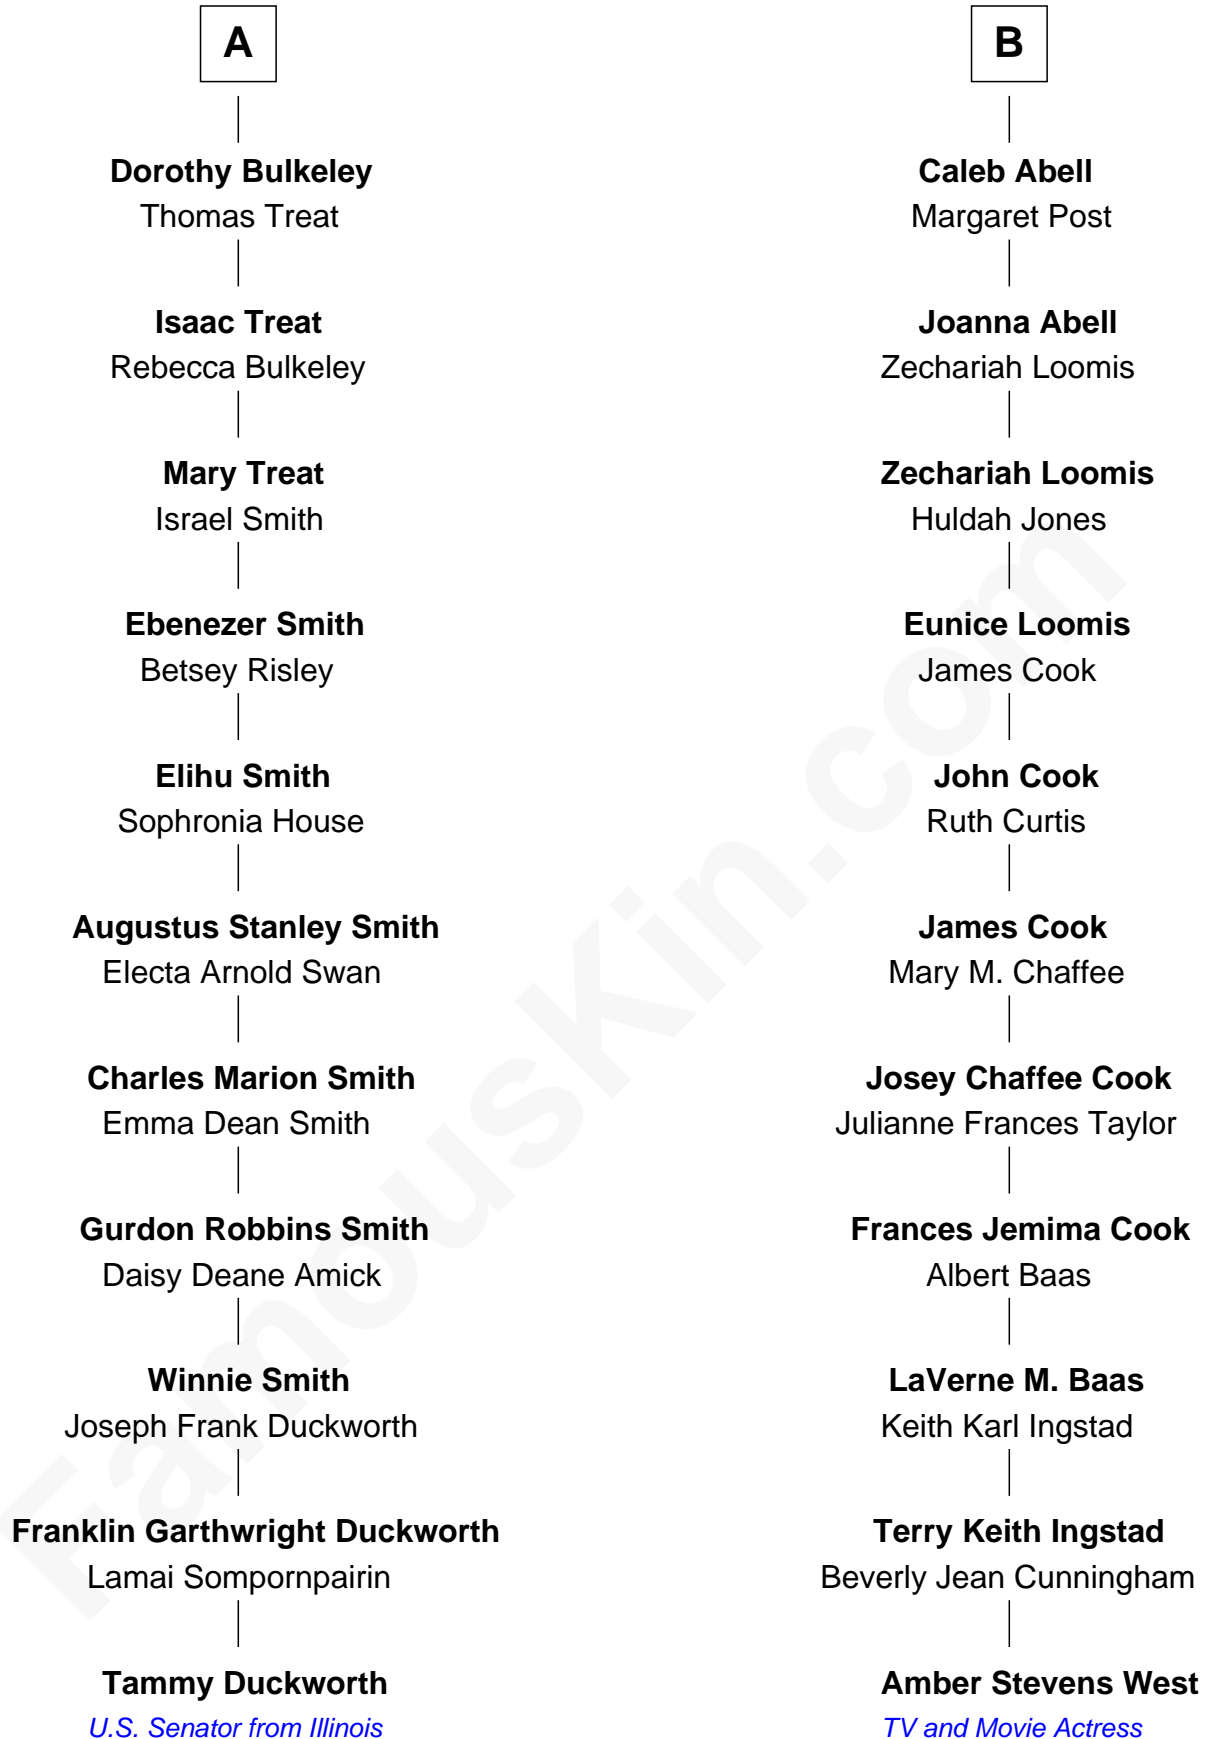 A
Dorothy Bulkeley
Thomas Treat
Isaac Treat
Rebecca Bulkeley
Mary Treat
Israel Smith
Ebenezer Smith
Betsey Risley
Elihu Smith
Sophronia House
Augustus Stanley Smith
Electa Arnold Swan
Charles Marion Smith
Emma Dean Smith
Gurdon Robbins Smith
Daisy Deane Amick
Winnie Smith
Joseph Frank Duckworth
Franklin Garthwright Duckworth
Lamai Sompornpairin
Tammy Duckworth
U.S. Senator from Illinois
B
Caleb Abell
Margaret Post
Joanna Abell
Zechariah Loomis
Zechariah Loomis
Huldah Jones
Eunice Loomis
James Cook
John Cook
Ruth Curtis
James Cook
Mary M. Chaffee
Josey Chaffee Cook
Julianne Frances Taylor
Frances Jemima Cook
Albert Baas
LaVerne M. Baas
Keith Karl Ingstad
Terry Keith Ingstad
Beverly Jean Cunningham
Amber Stevens West
TV and Movie Actress
FamousKin.com